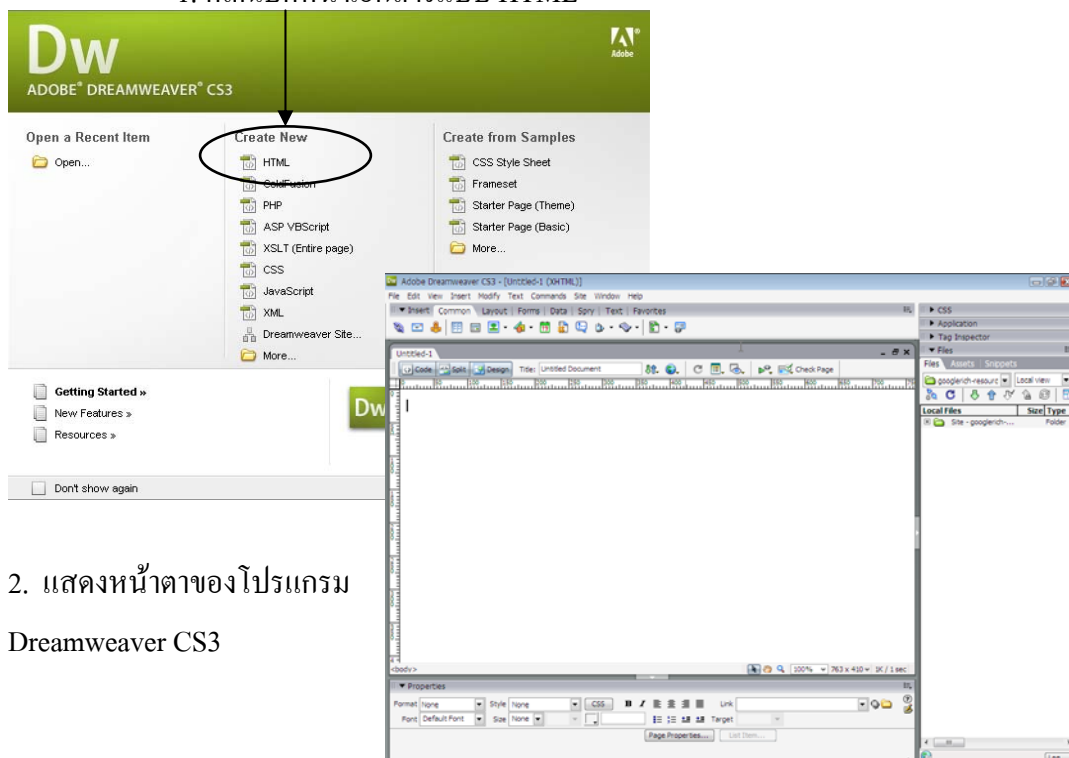 HTML
Dw
ADOBE® DREAMWEAVER® CS3
Adobe
Open a Recent Item
Open...
Create New
HTML
ColdFusion
PHP
ASP VBScript
XSLT (Entire page)
CSS
JavaScript
XML
Dreamweaver Site...
More...
Create from Samples
CSS Style Sheet
Frameset
Starter Page (Theme)
Starter Page (Basic)
More...
Getting Started »
New Features »
Resources »
Dw
Don't show again
Adobe Dreamweaver CS3 - [Untitled-1 (XHTML)]
File Edit View Insert Modify Text Commands Site Window Help
Insert Common Layout Forms Data Spry Text Favorites
Untitled-1
Code Split Design Title: Untitled Document Check Page
<body> 100% 763 x 410 1K / 1 sec
Properties
Format None Style None CSS B I Link
Font Default Font Size None Target
Page Properties... List Item...
CSS
Application
Tag Inspector
Files
Files Assets Snippets
Local view
Local Files Size Type
Site - googlerich-... Folder
2. แสดงหน้าตาของโปรแกรม
Dreamweaver CS3